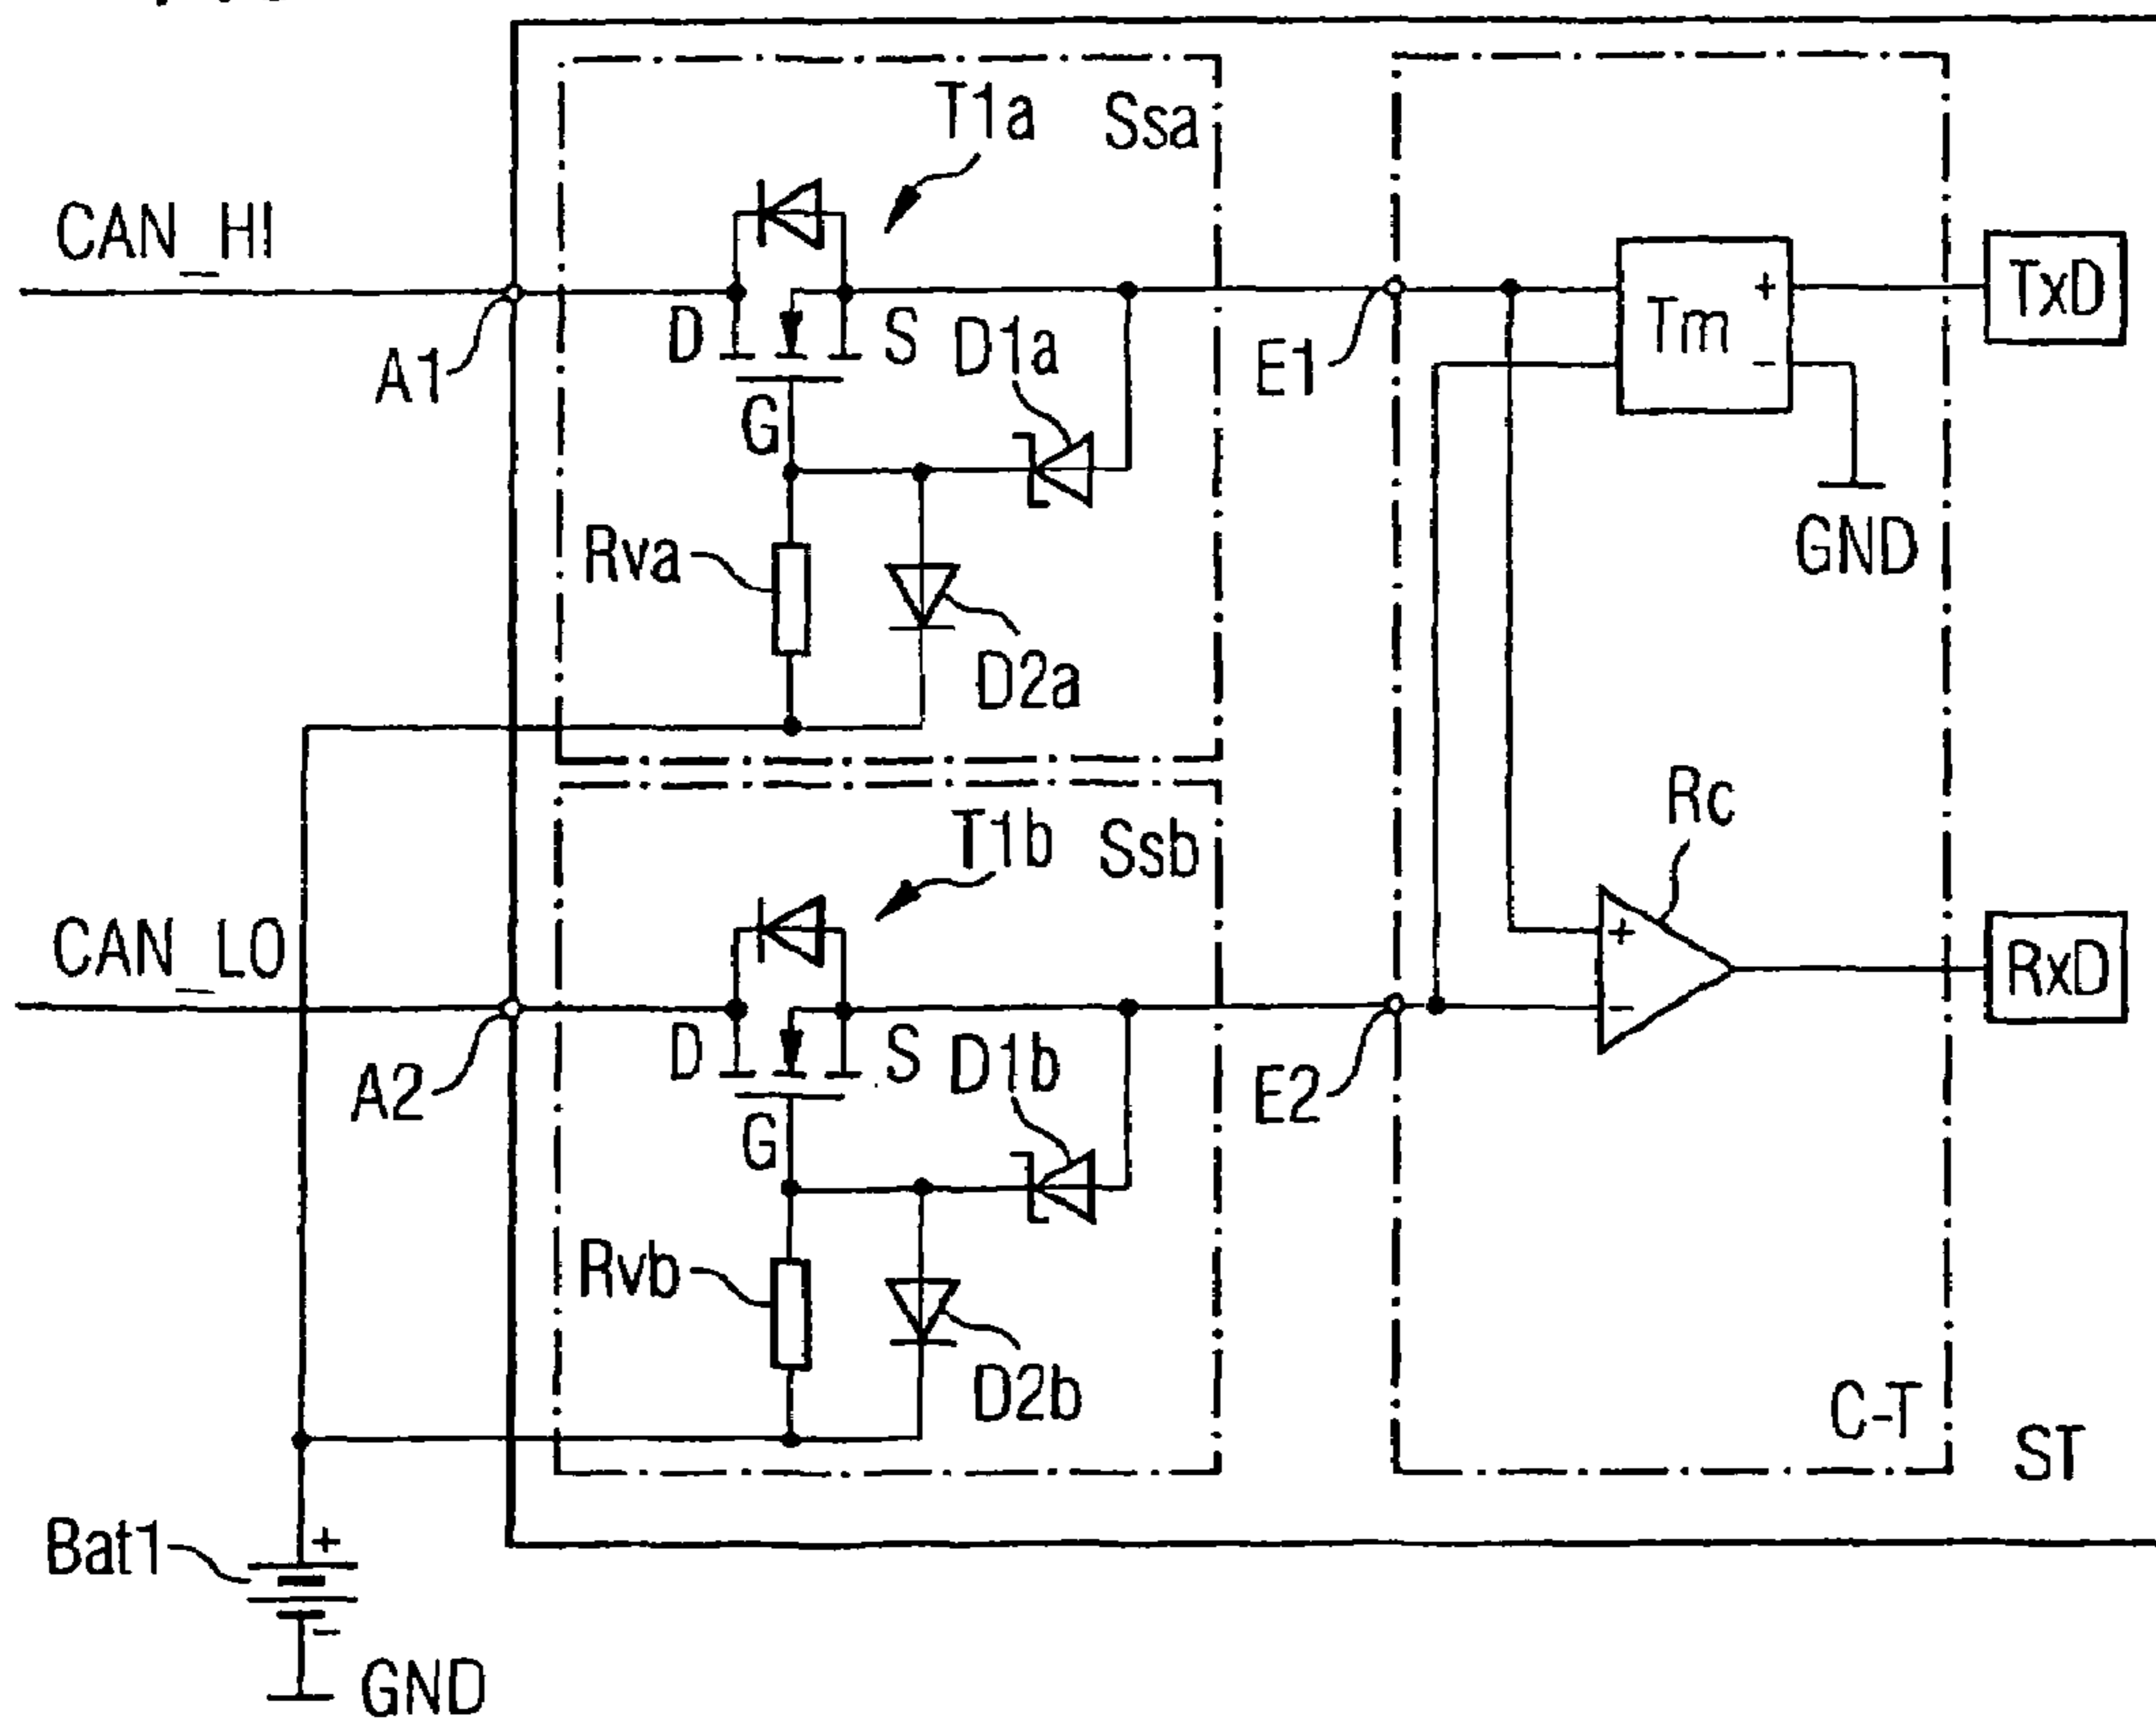 T1a
Ssa
CAN_HI
TxD
Tm
+
-
D
S
D1a
A1
E1
G
GND
Rva
D2a
Rc
T1b
Ssb
CAN_LO
+
-
RxD
D
S
D1b
A2
E2
G
Rvb
D2b
C-T
ST
Bat1
+
-
GND